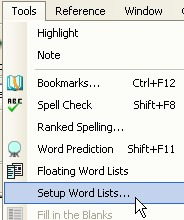 Tools Reference Window
Highlight
Note
Bookmarks... Ctrl+F12
ABC Spell Check Shift+F8
Ranked Spelling...
Word Prediction Shift+F11
Floating Word Lists
Setup Word Lists...
Fill in the Blanks